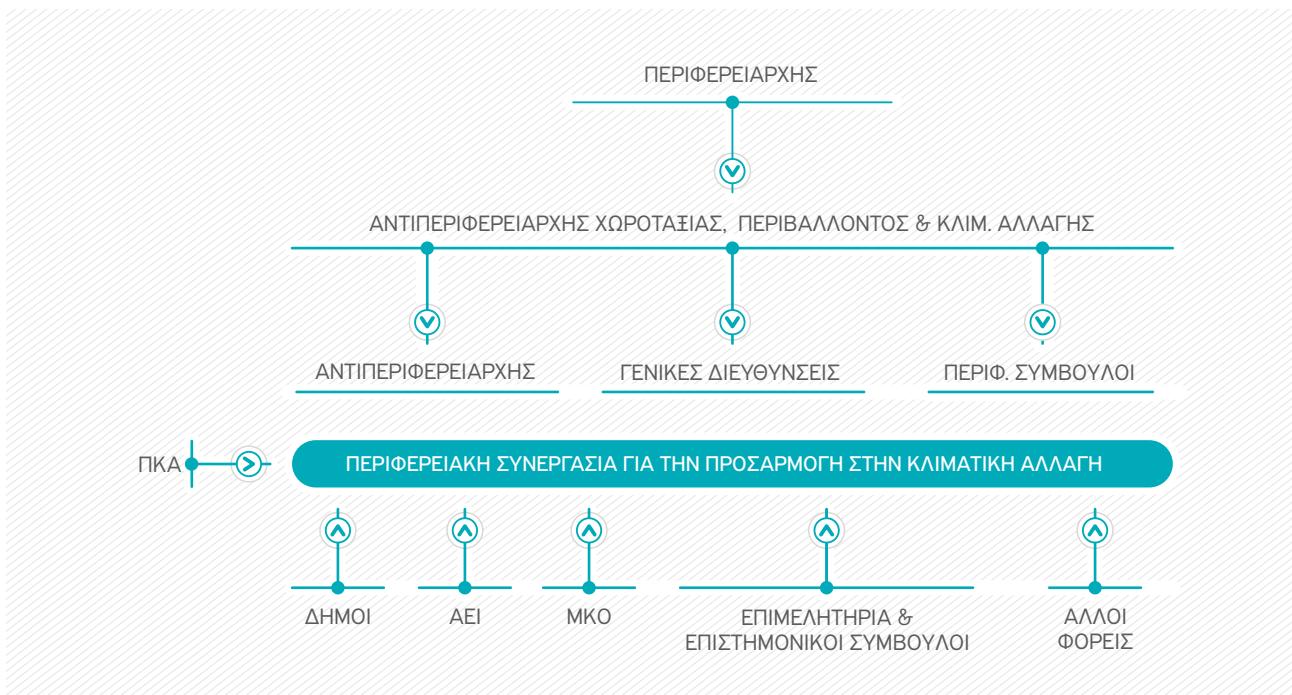 ΠΕΡΙΦΕΡΕΙΑΡΧΗΣ
ΑΝΤΙΠΕΡΙΦΕΡΕΙΑΡΧΗΣ ΧΩΡΟΤΑΞΙΑΣ, ΠΕΡΙΒΑΛΛΟΝΤΟΣ & ΚΛΙΜ. ΑΛΛΑΓΗΣ
ΑΝΤΙΠΕΡΙΦΕΡΕΙΑΡΧΗΣ
ΓΕΝΙΚΕΣ ΔΙΕΥΘΥΝΣΕΙΣ
ΠΕΡΙΦ. ΣΥΜΒΟΥΛΟΙ
ΠΚΑ
ΠΕΡΙΦΕΡΕΙΑΚΗ ΣΥΝΕΡΓΑΣΙΑ ΓΙΑ ΤΗΝ ΠΡΟΣΑΡΜΟΓΗ ΣΤΗΝ ΚΛΙΜΑΤΙΚΗ ΑΛΛΑΓΗ
ΔΗΜΟΙ
ΑΕΙ
ΜΚΟ
ΕΠΙΜΕΛΗΤΗΡΙΑ &
ΕΠΙΣΤΗΜΟΝΙΚΟΙ ΣΥΜΒΟΥΛΟΙ
ΑΛΛΟΙ
ΦΟΡΕΙΣ